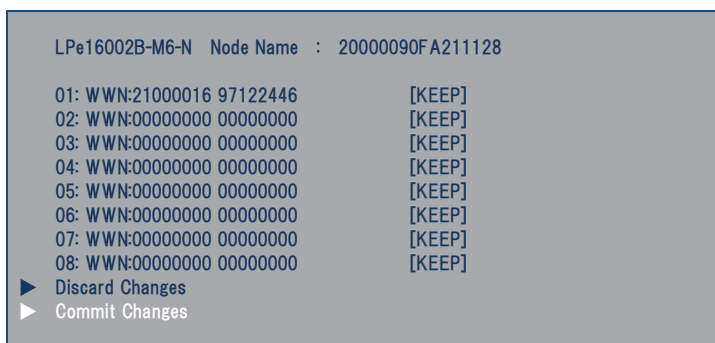 LPe16002B-M6-N Node Name : 20000090FA211128
01: WWN:21000016 97122446 [KEEP]
02: WWN:00000000 00000000 [KEEP]
03: WWN:00000000 00000000 [KEEP]
04: WWN:00000000 00000000 [KEEP]
05: WWN:00000000 00000000 [KEEP]
06: WWN:00000000 00000000 [KEEP]
07: WWN:00000000 00000000 [KEEP]
08: WWN:00000000 00000000 [KEEP]
Discard Changes
Commit Changes